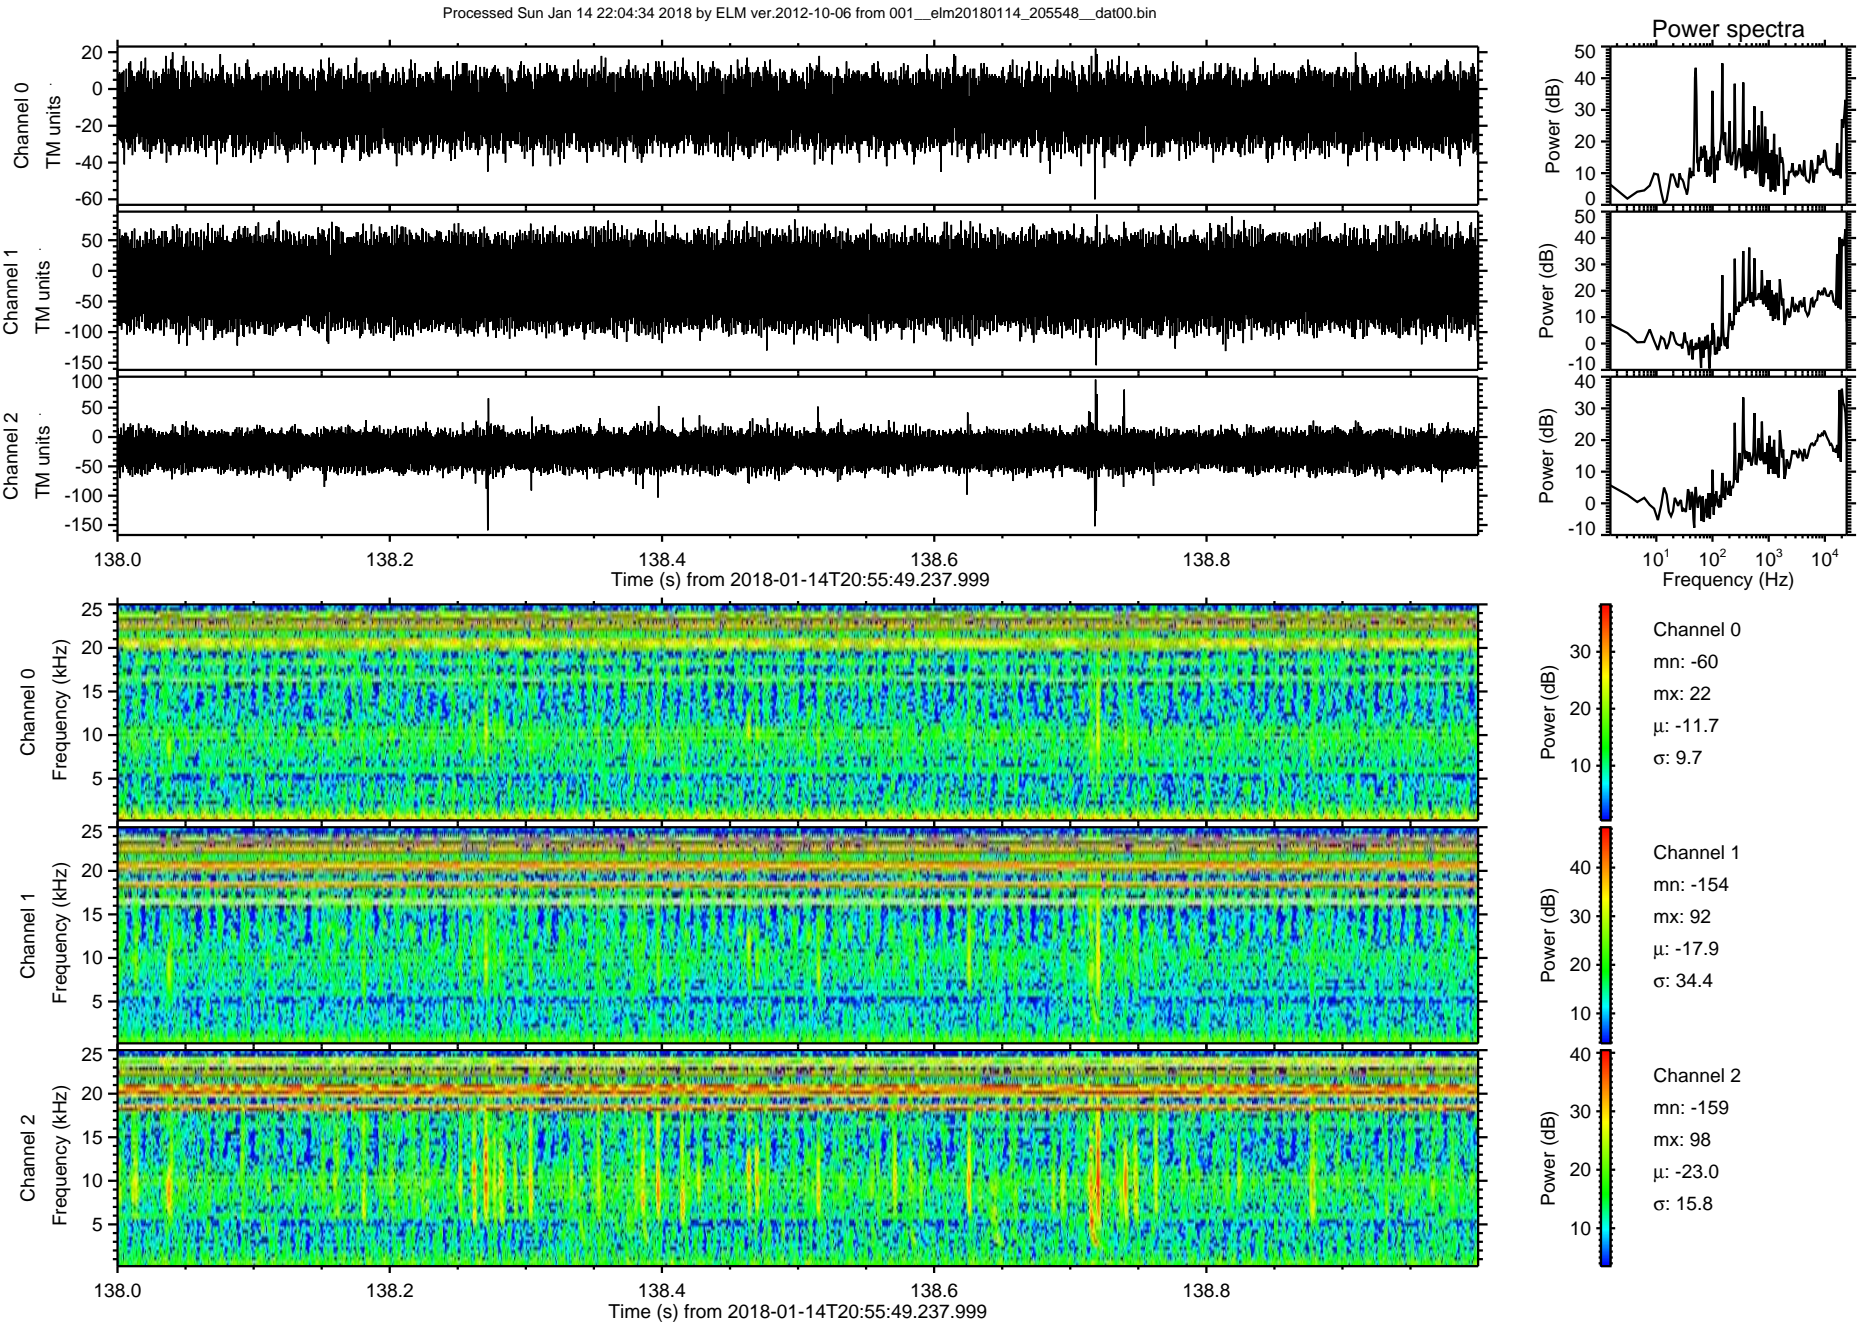 Processed Sun Jan 14 22:04:34 2018 by ELM ver.2012-10-06 from 001__elm20180114_205548__dat00.bin
Power spectra
Channel 0
TM units
20
0
-20
-40
-60
Power (dB)
50
40
30
20
10
0
Channel 1
TM units
50
0
-50
-100
-150
Power (dB)
50
40
30
20
10
0
-10
Channel 2
TM units
100
50
0
-50
-100
-150
Power (dB)
40
30
20
10
0
-10
138.0 138.2 138.4 138.6 138.8
Time (s) from 2018-01-14T20:55:49.237.999
10¹ 10² 10³ 10⁴
Frequency (Hz)
Channel 0
Frequency (kHz)
25
20
15
10
5
Power (dB)
30
20
10
Channel 0
mn: -60
mx: 22
μ: -11.7
σ: 9.7
Channel 1
Frequency (kHz)
25
20
15
10
5
Power (dB)
40
30
20
10
Channel 1
mn: -154
mx: 92
μ: -17.9
σ: 34.4
Channel 2
Frequency (kHz)
25
20
15
10
5
Power (dB)
40
30
20
10
Channel 2
mn: -159
mx: 98
μ: -23.0
σ: 15.8
138.0 138.2 138.4 138.6 138.8
Time (s) from 2018-01-14T20:55:49.237.999